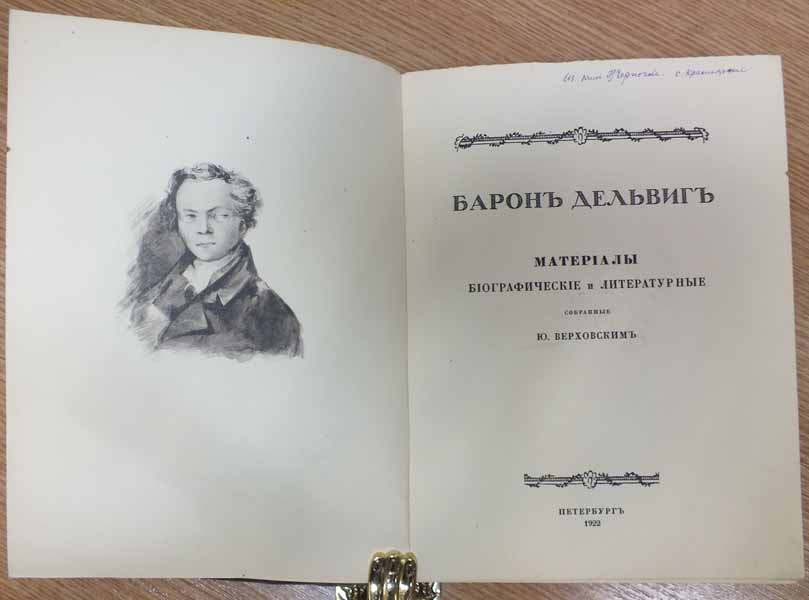 БАРОНЪ ДЕЛЬВИГЪ
МАТЕРІАЛЫ
БІОГРАФИЧЕСКІЕ и ЛИТЕРАТУРНЫЕ
СОБРАННЫЕ
Ю. ВЕРХОВСКИМЪ
ПЕТЕРБУРГЪ
1922